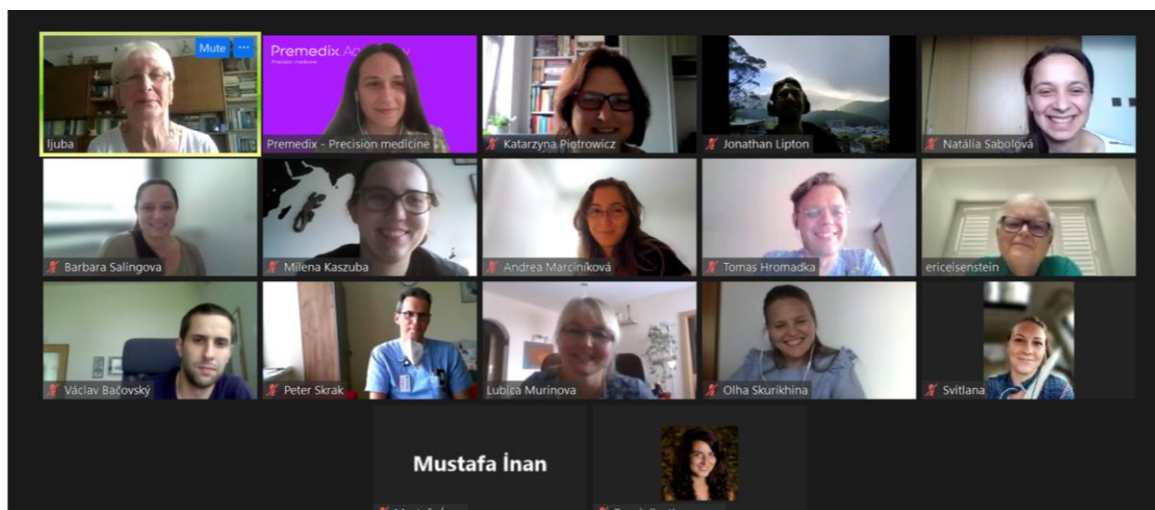 Mute ...
Premedix Academy
Precision medicine
ljuba
Premedix - Precision medicine
Katarzyna Piotrowicz
Jonathan Lipton
Natália Sabolová
Barbara Salingova
Milena Kaszuba
Andrea Marciníková
Tomas Hromadka
ericeisenstein
Václav Bačovský
Peter Skrak
Lubica Murinova
Olha Skurikhina
Svitlana
Mustafa İnan